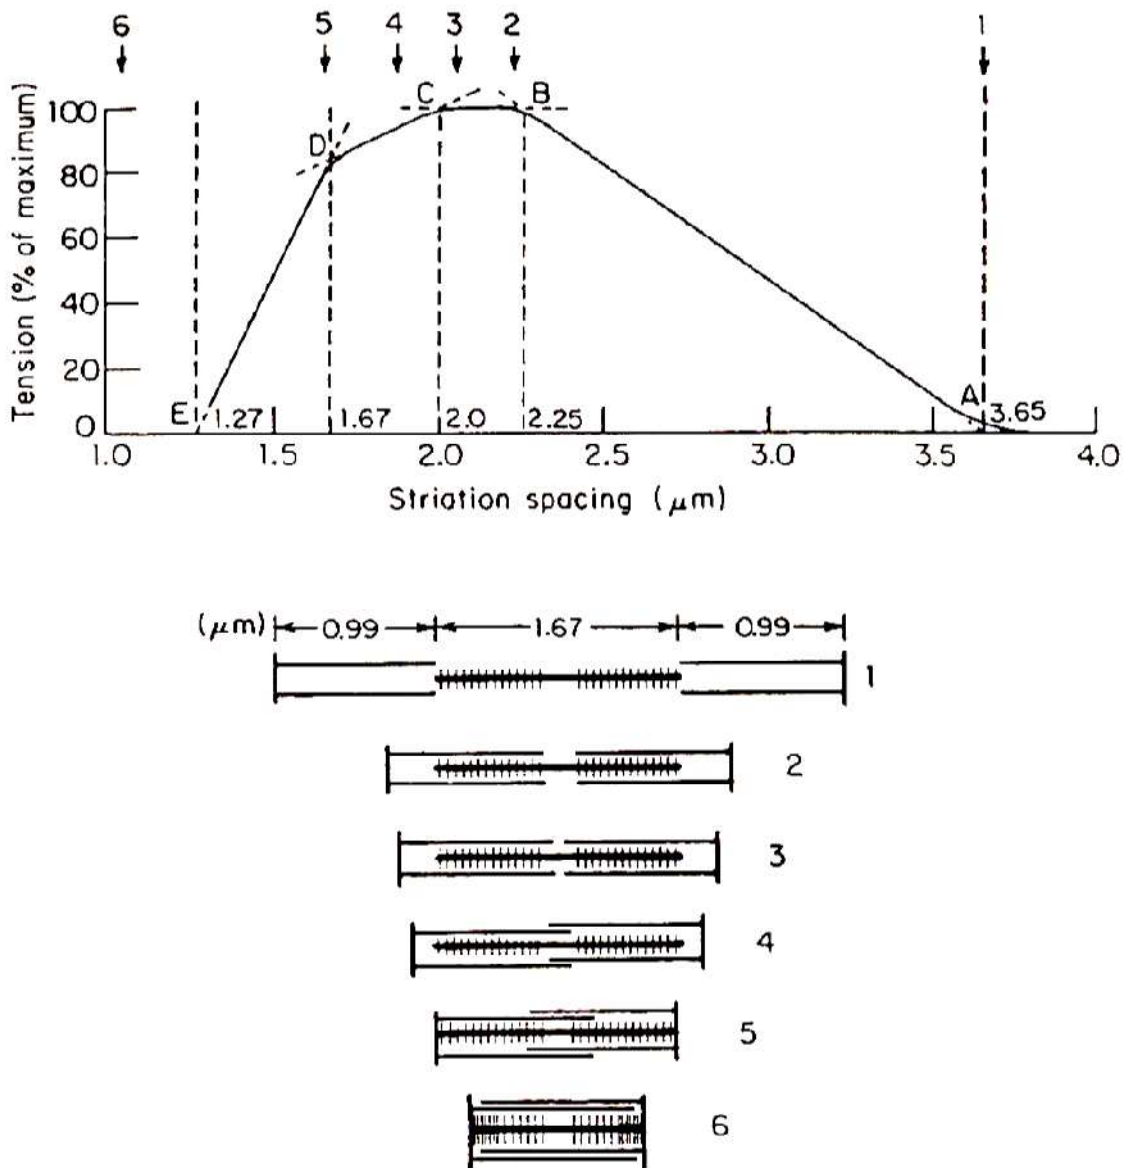 6 5 4 3 2 1
Tension (% of maximum)
100
80
60
40
20
0
C B
D
E 1.27 1.67 2.0 2.25 A 3.65
1.0 1.5 2.0 2.5 3.0 3.5 4.0
Striation spacing (μm)
(μm) 0.99 1.67 0.99
1
2
3
4
5
6